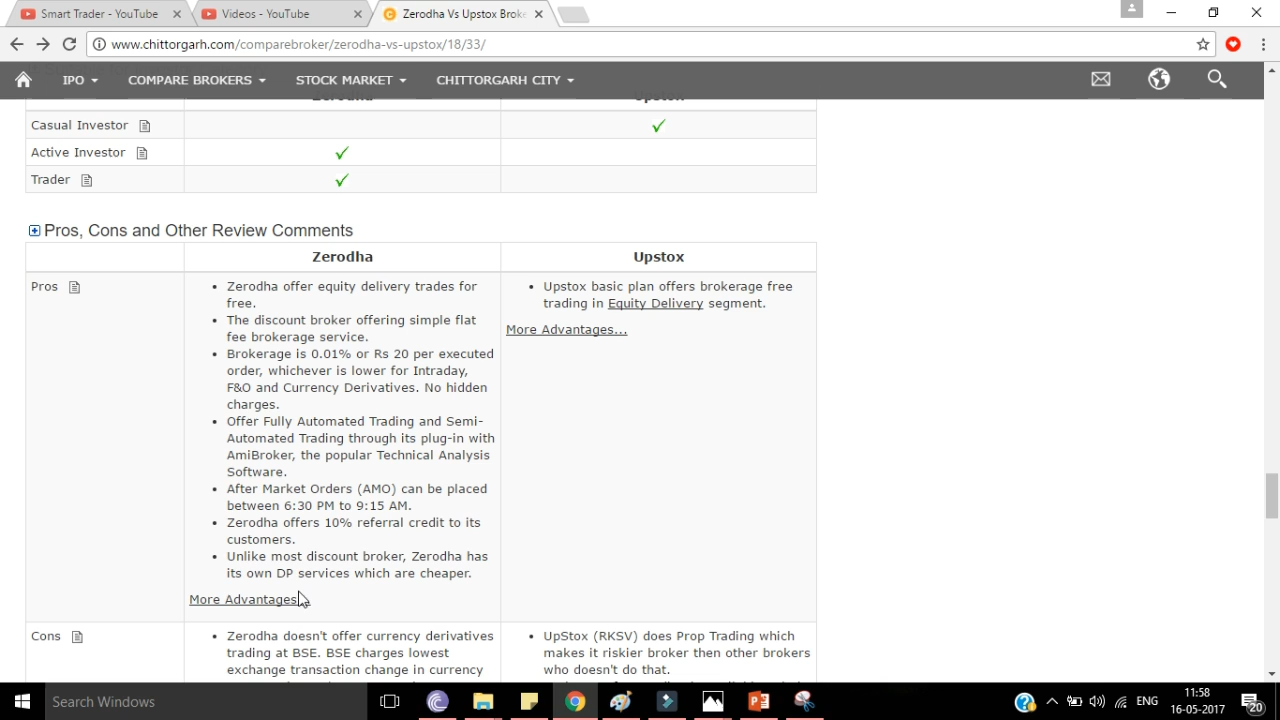 Smart Trader - YouTube
Videos - YouTube
Zerodha Vs Upstox Broke
www.chittorgarh.com/comparebroker/zerodha-vs-upstox/18/33/
IPO
COMPARE BROKERS
STOCK MARKET
CHITTORGARH CITY
Zerodha
Upstox
Casual Investor
Active Investor
Trader
Pros, Cons and Other Review Comments
Zerodha
Upstox
Pros
Zerodha offer equity delivery trades for
free.
The discount broker offering simple flat
fee brokerage service.
Brokerage is 0.01% or Rs 20 per executed
order, whichever is lower for Intraday,
F&O and Currency Derivatives. No hidden
charges.
Offer Fully Automated Trading and Semi-
Automated Trading through its plug-in with
AmiBroker, the popular Technical Analysis
Software.
After Market Orders (AMO) can be placed
between 6:30 PM to 9:15 AM.
Zerodha offers 10% referral credit to its
customers.
Unlike most discount broker, Zerodha has
its own DP services which are cheaper.
More Advantages...
Upstox basic plan offers brokerage free
trading in Equity Delivery segment.
More Advantages...
Cons
Zerodha doesn't offer currency derivatives
trading at BSE. BSE charges lowest
exchange transaction change in currency
UpStox (RKSV) does Prop Trading which
makes it riskier broker then other brokers
who doesn't do that.
Search Windows
ENG
11:58
16-05-2017
20